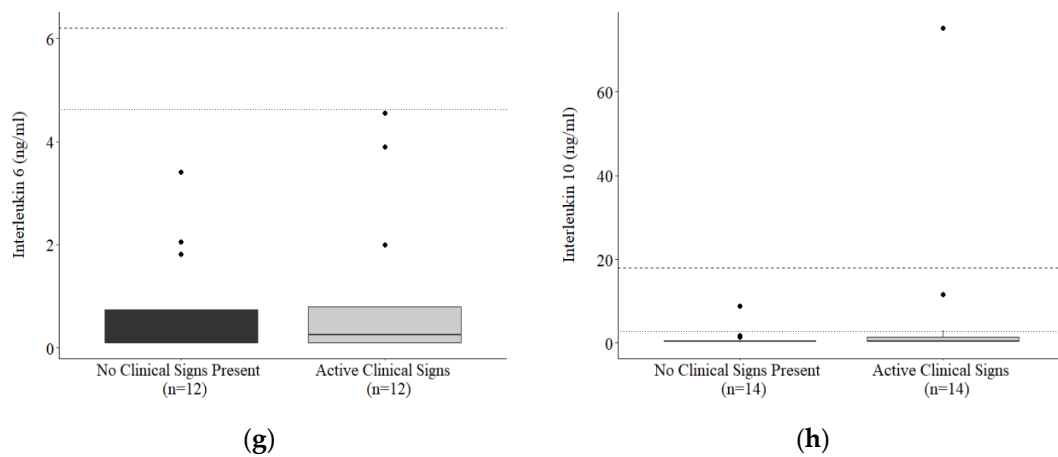 Interleukin 6 (ng/ml)
6
4
2
0
No Clinical Signs Present
(n=12)
Active Clinical Signs
(n=12)
(g)
Interleukin 10 (ng/ml)
60
40
20
0
No Clinical Signs Present
(n=14)
Active Clinical Signs
(n=14)
(h)